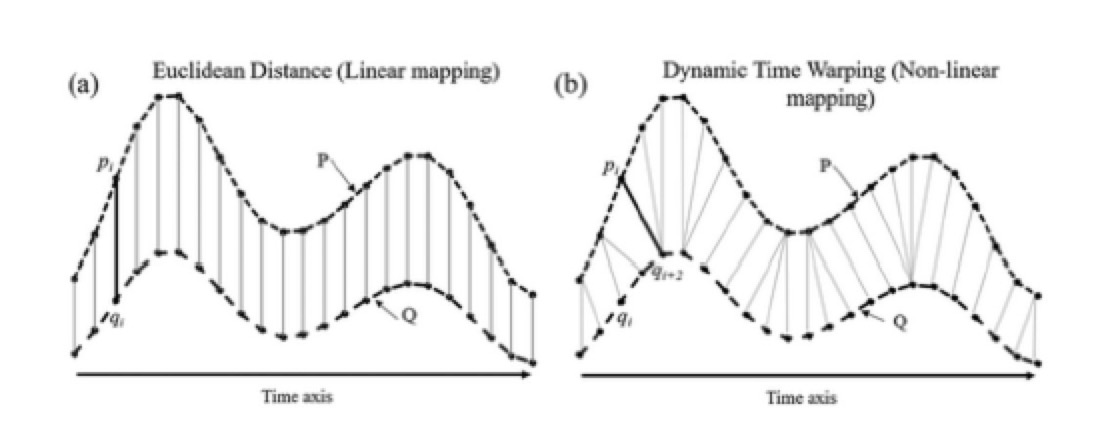 (a)
Euclidean Distance (Linear mapping)
p_i
P
q_i
Q
Time axis
(b)
Dynamic Time Warping (Non-linear
mapping)
p_i
P
q_{i+2}
q_i
Q
Time axis